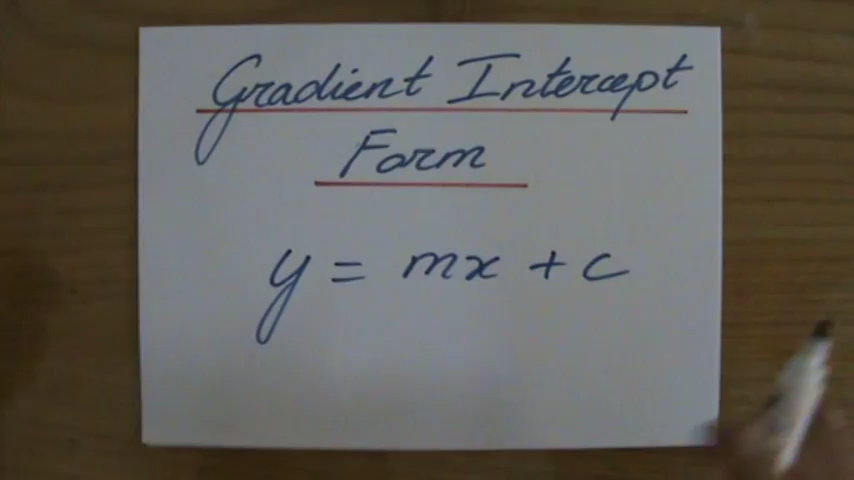 Gradient Intercept
Form
y = mx + c